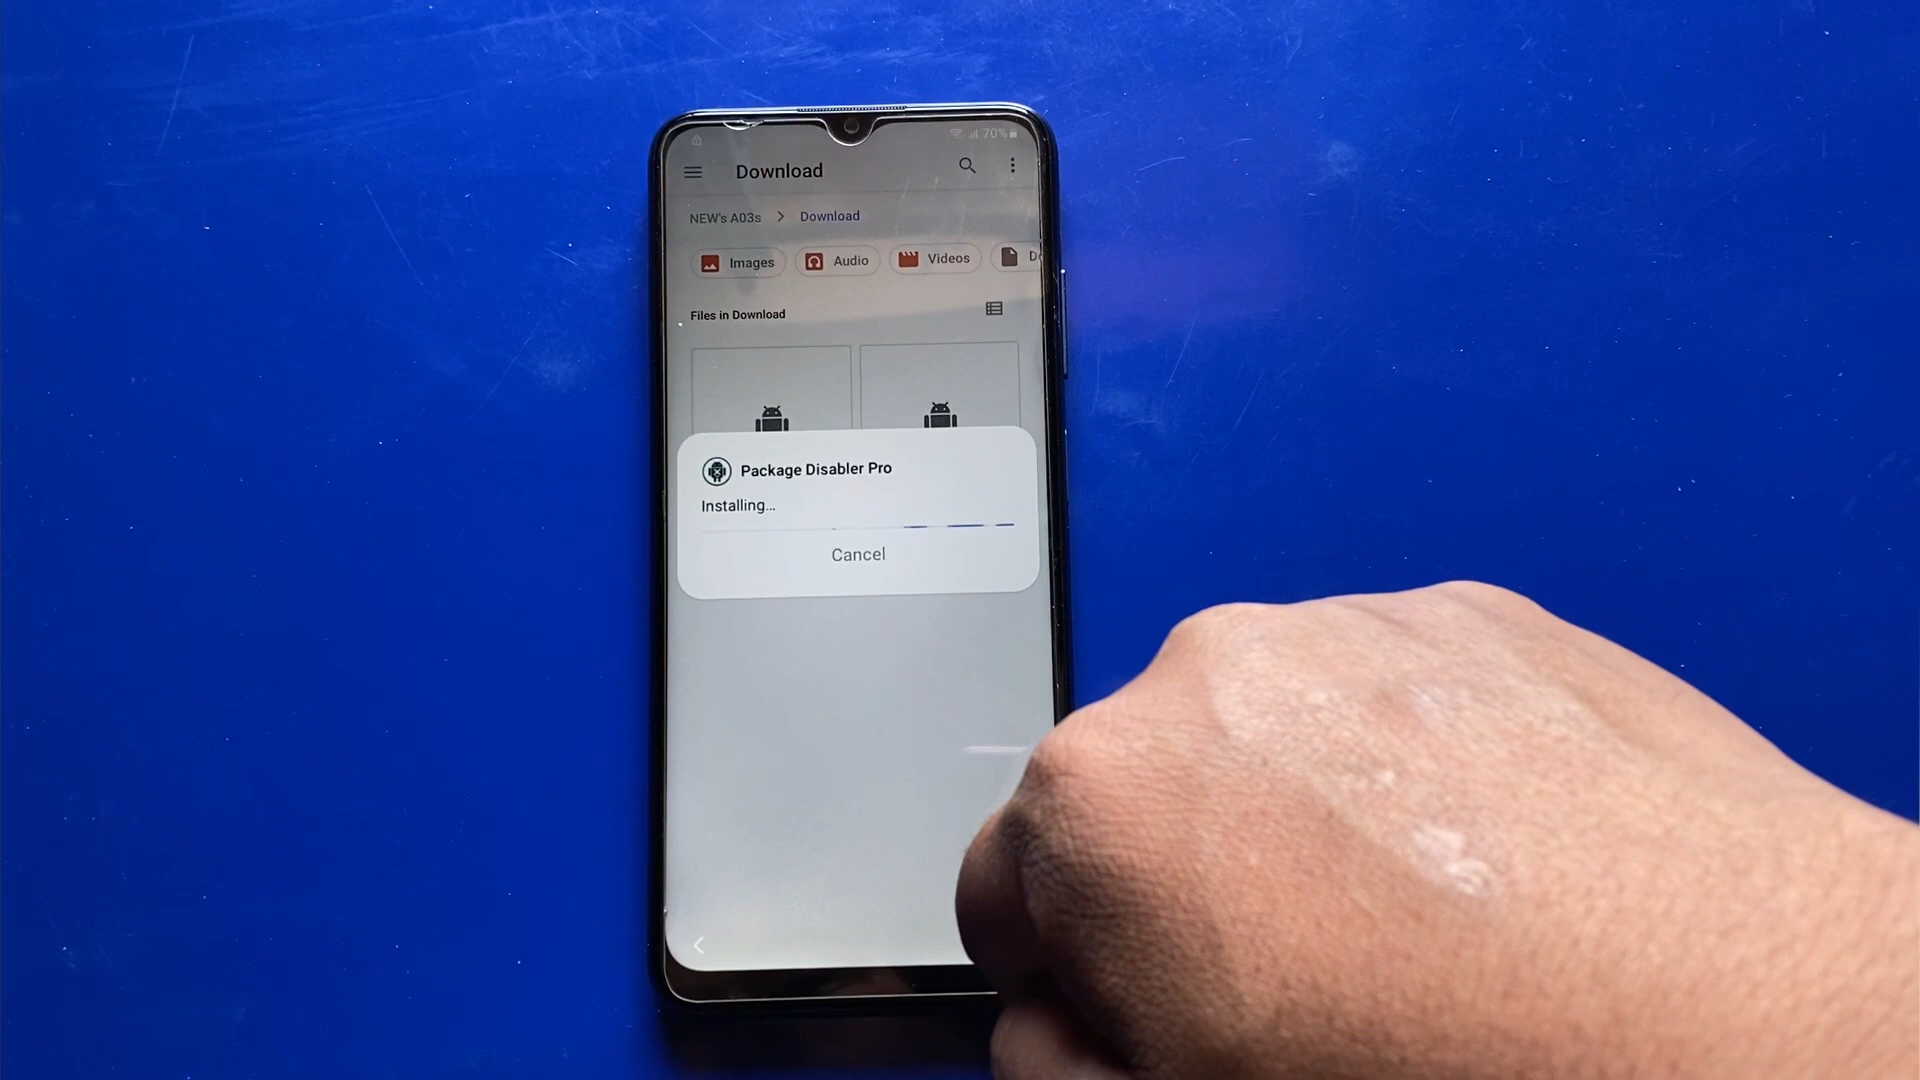 70%
Download
NEW's A03s > Download
Images Audio Videos
Files in Download
Package Disabler Pro
Installing...
Cancel